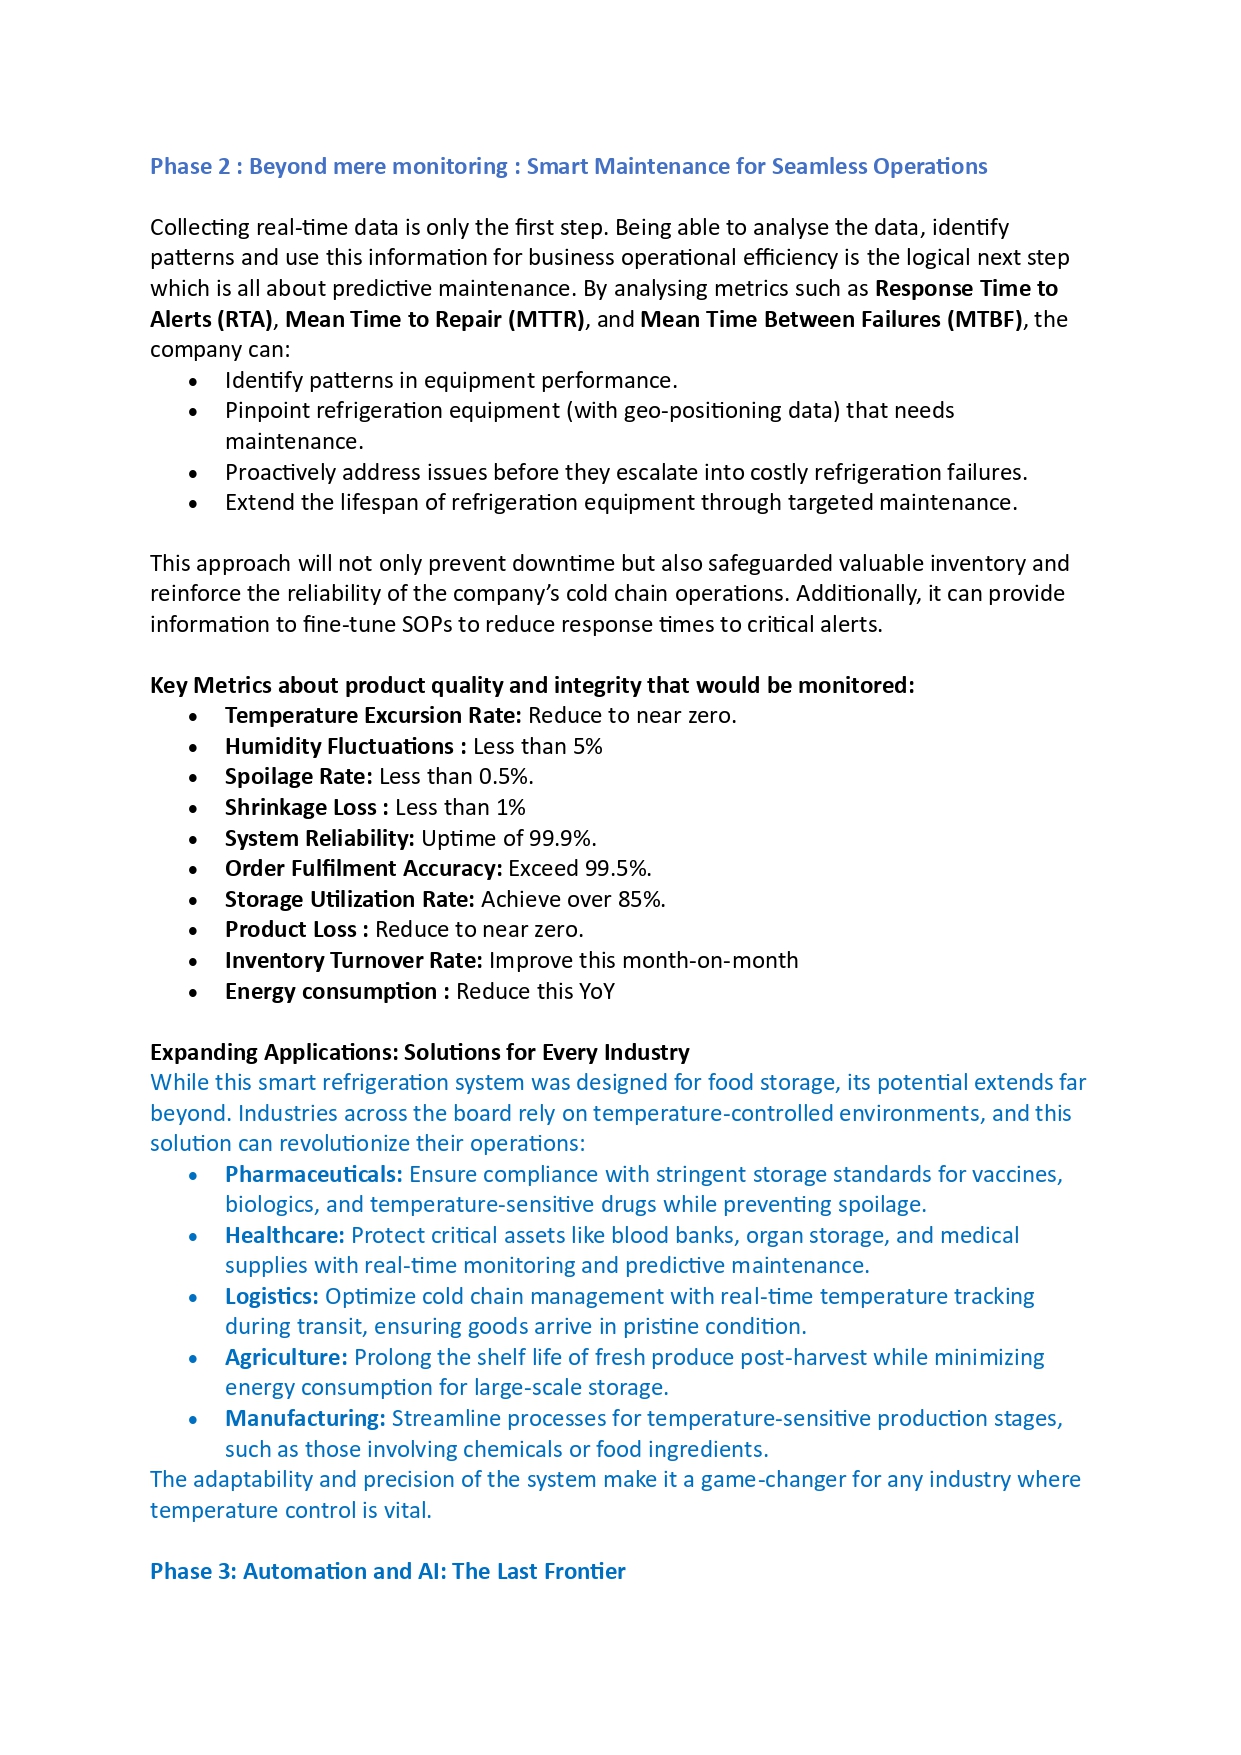 Phase 2 : Beyond mere monitoring : Smart Maintenance for Seamless Operations
Collecting real-time data is only the first step. Being able to analyse the data, identify
patterns and use this information for business operational efficiency is the logical next step
which is all about predictive maintenance. By analysing metrics such as Response Time to
Alerts (RTA), Mean Time to Repair (MTTR), and Mean Time Between Failures (MTBF), the
company can:
• Identify patterns in equipment performance.
• Pinpoint refrigeration equipment (with geo-positioning data) that needs
maintenance.
• Proactively address issues before they escalate into costly refrigeration failures.
• Extend the lifespan of refrigeration equipment through targeted maintenance.
This approach will not only prevent downtime but also safeguarded valuable inventory and
reinforce the reliability of the company’s cold chain operations. Additionally, it can provide
information to fine-tune SOPs to reduce response times to critical alerts.
Key Metrics about product quality and integrity that would be monitored:
• Temperature Excursion Rate: Reduce to near zero.
• Humidity Fluctuations : Less than 5%
• Spoilage Rate: Less than 0.5%.
• Shrinkage Loss : Less than 1%
• System Reliability: Uptime of 99.9%.
• Order Fulfilment Accuracy: Exceed 99.5%.
• Storage Utilization Rate: Achieve over 85%.
• Product Loss : Reduce to near zero.
• Inventory Turnover Rate: Improve this month-on-month
• Energy consumption : Reduce this YoY
Expanding Applications: Solutions for Every Industry
While this smart refrigeration system was designed for food storage, its potential extends far
beyond. Industries across the board rely on temperature-controlled environments, and this
solution can revolutionize their operations:
• Pharmaceuticals: Ensure compliance with stringent storage standards for vaccines,
biologics, and temperature-sensitive drugs while preventing spoilage.
• Healthcare: Protect critical assets like blood banks, organ storage, and medical
supplies with real-time monitoring and predictive maintenance.
• Logistics: Optimize cold chain management with real-time temperature tracking
during transit, ensuring goods arrive in pristine condition.
• Agriculture: Prolong the shelf life of fresh produce post-harvest while minimizing
energy consumption for large-scale storage.
• Manufacturing: Streamline processes for temperature-sensitive production stages,
such as those involving chemicals or food ingredients.
The adaptability and precision of the system make it a game-changer for any industry where
temperature control is vital.
Phase 3: Automation and AI: The Last Frontier